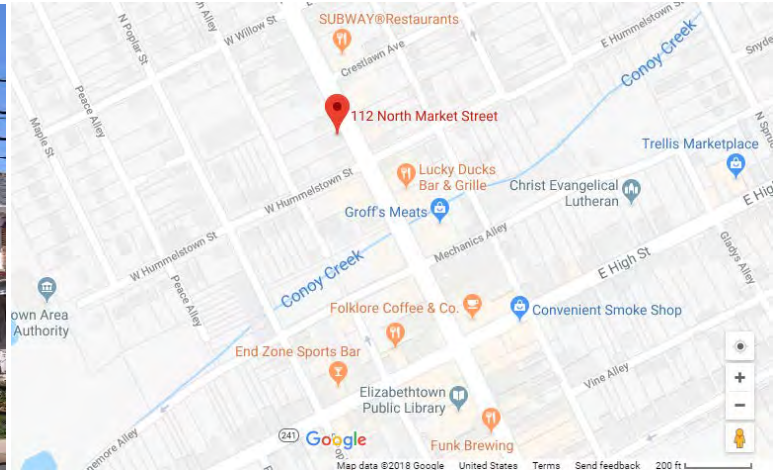 SUBWAY®Restaurants
W Willow St
N Poplar St
Peace Alley
Maple St
Crestlawn Ave
E Hummelstown St
Conoy Creek
Snyde
112 North Market Street
Trellis Marketplace
Lucky Ducks
Bar & Grille
Christ Evangelical
Lutheran
W Hummelstown St
Groff's Meats
Mechanics Alley
E Hig
W Hummelstown St
Peace Alley
Conoy Creek
E High St
Gladys Alley
own Area
Authority
Folklore Coffee & Co.
Convenient Smoke Shop
End Zone Sports Bar
Elizabethtown
Public Library
Vine Alley
nemore Alley
241
Google
Funk Brewing
Map data ©2018 Google United States Terms Send feedback 200 ft